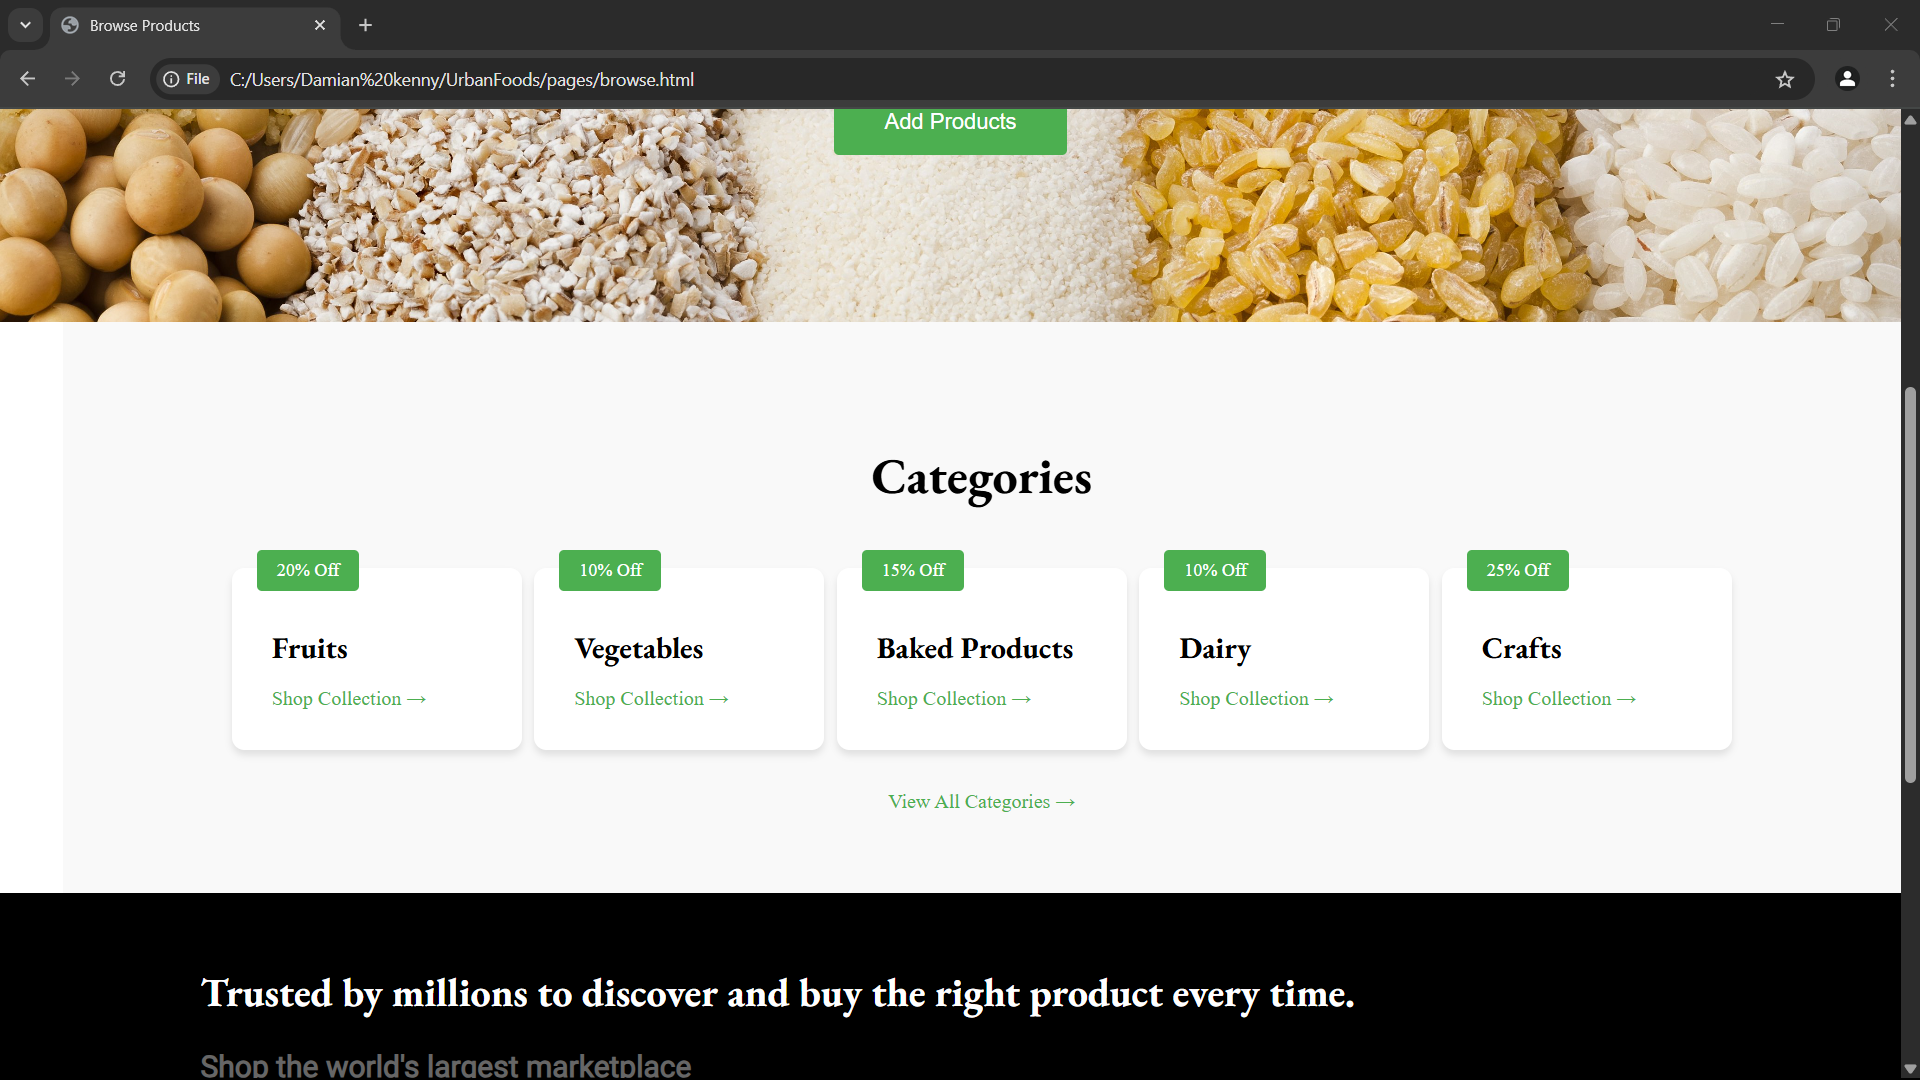 Browse Products
File
C:/Users/Damian%20kenny/UrbanFoods/pages/browse.html
Add Products
Categories
20% Off
10% Off
15% Off
10% Off
25% Off
Fruits
Vegetables
Baked Products
Dairy
Crafts
Shop Collection →
Shop Collection →
Shop Collection →
Shop Collection →
Shop Collection →
View All Categories →
Trusted by millions to discover and buy the right product every time.
Shop the world's largest marketplace